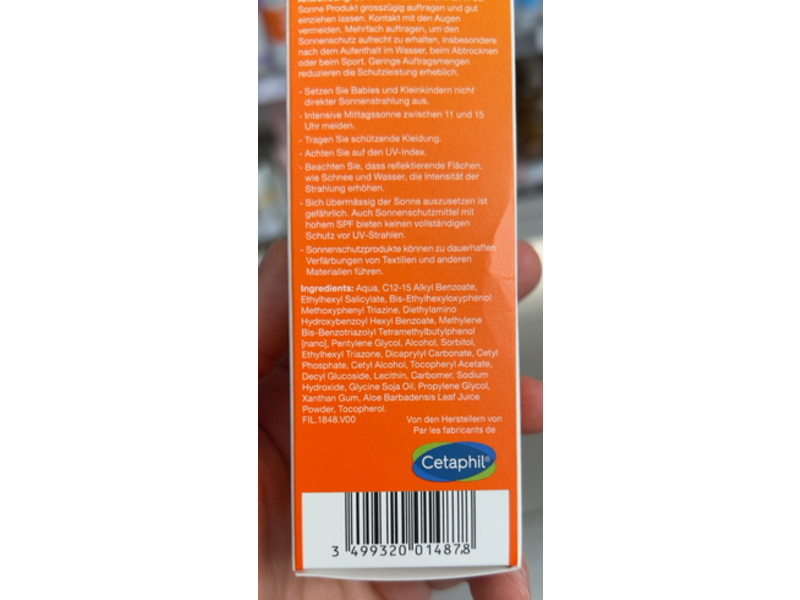 Sonne Produkt grosszügig auftragen und gut
einziehen lassen. Kontakt mit den Augen
vermeiden. Mehrfach auftragen, um den
Sonnenschutz aufrecht zu erhalten, insbesondere
nach dem Aufenthalt im Wasser, beim Abtrocknen
oder beim Sport. Geringe Auftragsmengen
reduzieren die Schutzleistung erheblich.
- Setzen Sie Babies und Kleinkindern nicht
direkter Sonnenstrahlung aus.
- Intensive Mittagssonne zwischen 11 und 15
Uhr meiden.
- Tragen Sie schützende Kleidung.
- Achten Sie auf den UV-Index.
- Beachten Sie, dass reflektierende Flächen,
wie Schnee und Wasser, die Intensität der
Strahlung erhöhen.
- Sich übermässig der Sonne auszusetzen ist
gefährlich. Auch Sonnenschutzmittel mit
hohem SPF bieten keinen vollständigen
Schutz vor UV-Strahlen.
- Sonnenschutzprodukte können zu dauerhaften
Verfärbungen von Textilien und anderen
Materialien führen.
Ingredients: Aqua, C12-15 Alkyl Benzoate,
Ethylhexyl Salicylate, Bis-Ethylhexyloxyphenol
Methoxyphenyl Triazine, Diethylamino
Hydroxybenzoyl Hexyl Benzoate, Methylene
Bis-Benzotriazolyl Tetramethylbutylphenol
[nano], Pentylene Glycol, Alcohol, Sorbitol,
Ethylhexyl Triazone, Dicaprylyl Carbonate, Cetyl
Phosphate, Cetyl Alcohol, Tocopheryl Acetate,
Decyl Glucoside, Lecithin, Carbomer, Sodium
Hydroxide, Glycine Soja Oil, Propylene Glycol,
Xanthan Gum, Aloe Barbadensis Leaf Juice
Powder, Tocopherol.
FIL.1848.V00
Von den Herstellern von
Par les fabricants de
Cetaphil®
3 499320 014878